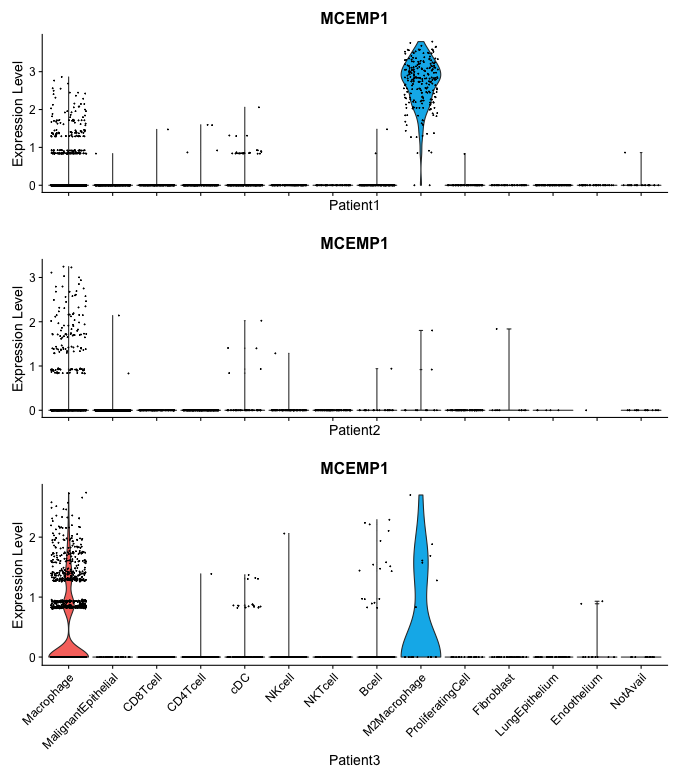 MCEMP1
Expression Level
3
2
1
0
Patient1
MCEMP1
Expression Level
3
2
1
0
Patient2
MCEMP1
Expression Level
2
1
0
Macrophage
MalignantEpithelial
CD8Tcell
CD4Tcell
cDC
NKcell
NKTcell
Bcell
M2Macrophage
ProliferatingCell
Fibroblast
LungEpithelium
Endothelium
NotAvail
Patient3